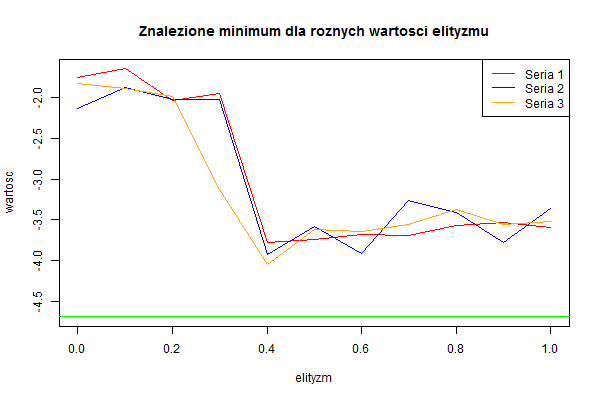 Znalezione minimum dla roznych wartosci elityzmu
Seria 1
Seria 2
Seria 3
wartosc
-2.0
-2.5
-3.0
-3.5
-4.0
-4.5
0.0 0.2 0.4 0.6 0.8 1.0
elityzm